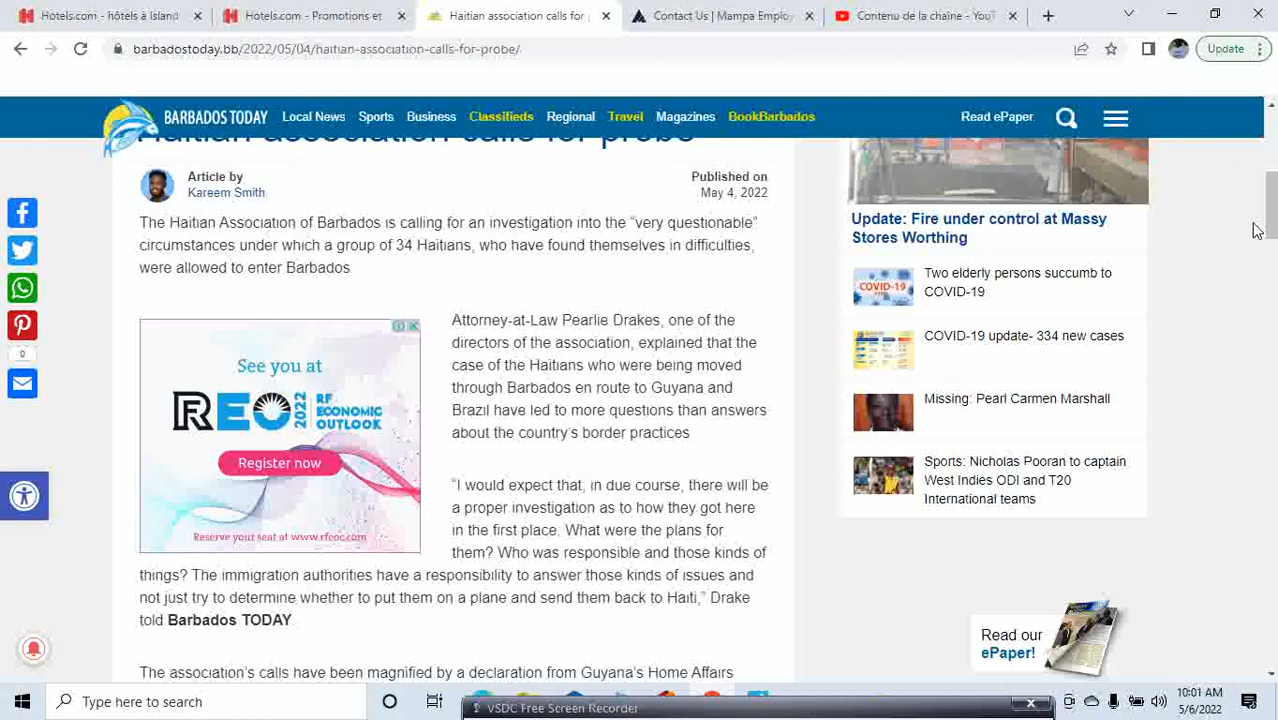 Hotels.com - hôtels d'Island
Hotels.com - Promotions et
Haitian association calls for
Contact Us | Mampa Employ
Contenu de la chaîne - YouT
barbadostoday.bb/2022/05/04/haitian-association-calls-for-probe/
Update
BARBADOS TODAY
Local News
Sports
Business
Classifieds
Regional
Travel
Magazines
BookBarbados
Read ePaper
Haitian association calls for probe
Article by
Kareem Smith
Published on
May 4, 2022
The Haitian Association of Barbados is calling for an investigation into the “very questionable”
circumstances under which a group of 34 Haitians, who have found themselves in difficulties,
were allowed to enter Barbados
See you at
REO 2022
RF
ECONOMIC
OUTLOOK
Register now
Reserve your seat at www.rfeoc.com
Attorney-at-Law Pearlie Drakes, one of the
directors of the association, explained that the
case of the Haitians who were being moved
through Barbados en route to Guyana and
Brazil have led to more questions than answers
about the country’s border practices
“I would expect that, in due course, there will be
a proper investigation as to how they got here
in the first place. What were the plans for
them? Who was responsible and those kinds of
things? The immigration authorities have a responsibility to answer those kinds of issues and
not just try to determine whether to put them on a plane and send them back to Haiti,” Drake
told Barbados TODAY
The association’s calls have been magnified by a declaration from Guyana’s Home Affairs
0
Update: Fire under control at Massy
Stores Worthing
COVID-19
Two elderly persons succumb to
COVID-19
COVID-19 update- 334 new cases
Missing: Pearl Carmen Marshall
Sports: Nicholas Pooran to captain
West Indies ODI and T20
International teams
Read our
ePaper!
Type here to search
VSDC Free Screen Recorder
10:01 AM
5/6/2022